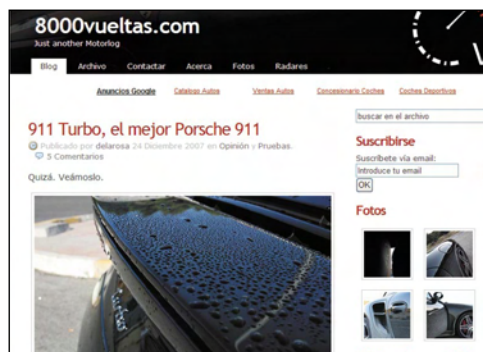 8000vueltas.com
Just another Motorlog
Blog Archivo Contactar Acerca Fotos Radares
Anuncios Google Catalogo Autos Ventas Autos Concesionario Coches Coches Deportivos
911 Turbo, el mejor Porsche 911
Publicado por delarosa 24 Diciembre 2007 en Opinión y Pruebas.
5 Comentarios
Quizá. Veámoslo.
buscar en el archivo
Suscribirse
Suscríbete vía email:
Introduce tu email
OK
Fotos